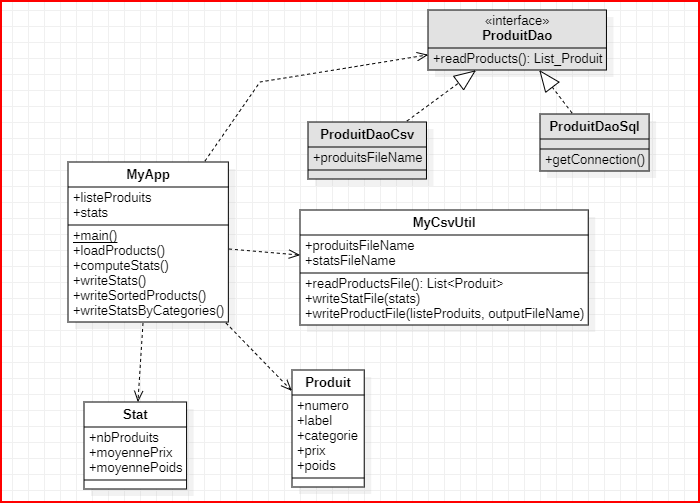 «interface»
ProduitDao
+readProducts(): List_Produit
ProduitDaoCsv
+produitsFileName
ProduitDaoSql
+getConnection()
MyApp
+listeProduits
+stats
+main()
+loadProducts()
+computeStats()
+writeStats()
+writeSortedProducts()
+writeStatsByCategories()
MyCsvUtil
+produitsFileName
+statsFileName
+readProductsFile(): List<Produit>
+writeStatFile(stats)
+writeProductFile(listeProduits, outputFileName)
Stat
+nbProduits
+moyennePrix
+moyennePoids
Produit
+numero
+label
+categorie
+prix
+poids